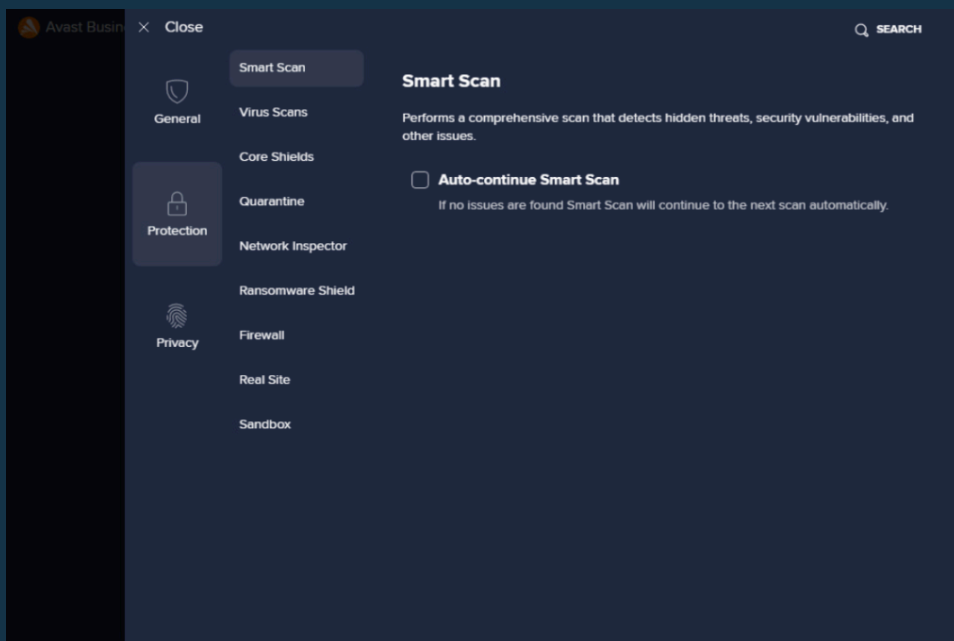 Avast Busin
Close
SEARCH
General
Protection
Privacy
Smart Scan
Virus Scans
Core Shields
Quarantine
Network Inspector
Ransomware Shield
Firewall
Real Site
Sandbox
Smart Scan
Performs a comprehensive scan that detects hidden threats, security vulnerabilities, and
other issues.
Auto-continue Smart Scan
If no issues are found Smart Scan will continue to the next scan automatically.